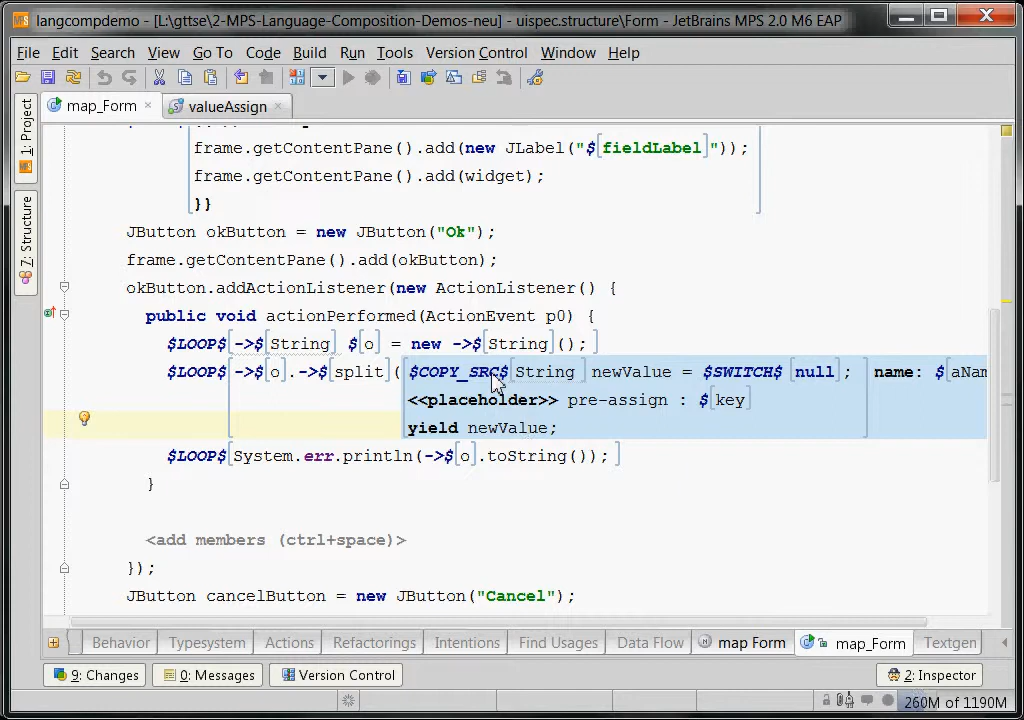 langcompdemo - [L:\gttse\2-MPS-Language-Composition-Demos-neu] - uispec.structure\Form - JetBrains MPS 2.0 M6 EAP
File Edit Search View Go To Code Build Run Tools Version Control Window Help
map_Form valueAssign
1: Project
Z: Structure
frame.getContentPane().add(new JLabel("$[fieldLabel]"));
frame.getContentPane().add(widget);
}}
JButton okButton = new JButton("Ok");
frame.getContentPane().add(okButton);
okButton.addActionListener(new ActionListener() {
public void actionPerformed(ActionEvent p0) {
$LOOP$[->$[String] $[o] = new ->$[String]();]
$LOOP$[->$[o].->$[split]($COPY_SRC$[String] newValue = $SWITCH$[null]; name: $[aNam
<<placeholder>> pre-assign : $[key]
yield newValue;
$LOOP$[System.err.println(->$[o].toString());]
}
<add members (ctrl+space)>
});
JButton cancelButton = new JButton("Cancel");
Behavior Typesystem Actions Refactorings Intentions Find Usages Data Flow map Form map_Form Textgen
9: Changes 0: Messages Version Control 2: Inspector
260M of 1190M